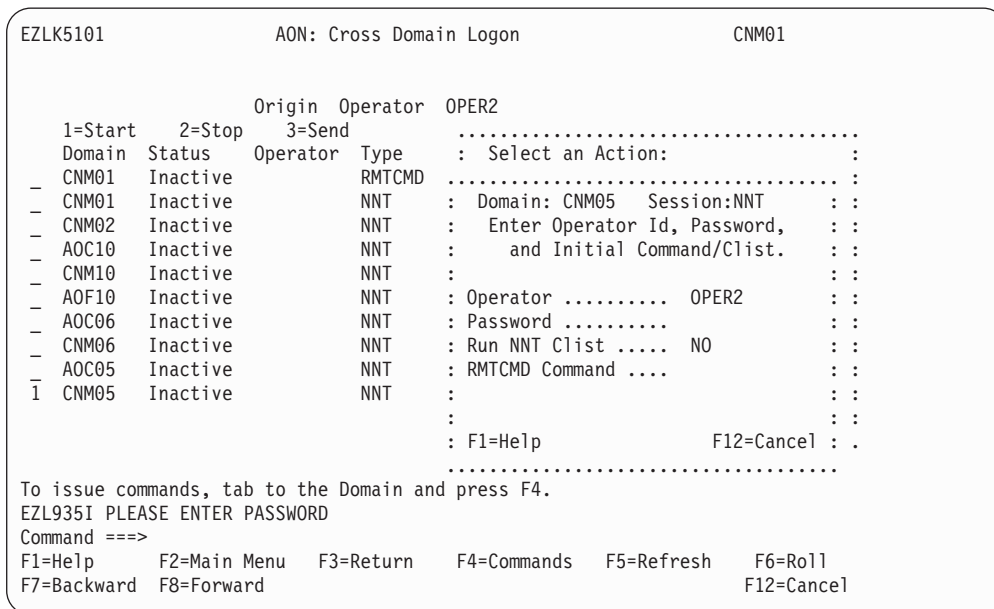 EZLK5101                AON: Cross Domain Logon                    CNM01
                      Origin  Operator  OPER2
    1=Start   2=Stop   3=Send          ......................................
    Domain  Status    Operator  Type     :  Select an Action:                 :
 _  CNM01   Inactive            RMTCMD  ..................................... :
 _  CNM01   Inactive            NNT     :  Domain: CNM05   Session:NNT      : :
 _  CNM02   Inactive            NNT     :   Enter Operator Id, Password,    : :
 _  AOC10   Inactive            NNT     :     and Initial Command/Clist.    : :
 _  CNM10   Inactive            NNT     :                                   : :
 _  AOF10   Inactive            NNT     : Operator ..........  OPER2        : :
 _  AOC06   Inactive            NNT     : Password ..........               : :
 _  CNM06   Inactive            NNT     : Run NNT Clist .....  NO           : :
 _  AOC05   Inactive            NNT     : RMTCMD Command ....               : :
 1  CNM05   Inactive            NNT     :                                   : :
                                        :                                   : :
                                        : F1=Help                F12=Cancel : .
                                        .....................................
To issue commands, tab to the Domain and press F4.
EZL935I PLEASE ENTER PASSWORD
Command ===>
F1=Help      F2=Main Menu   F3=Return    F4=Commands   F5=Refresh    F6=Roll
F7=Backward  F8=Forward                                             F12=Cancel